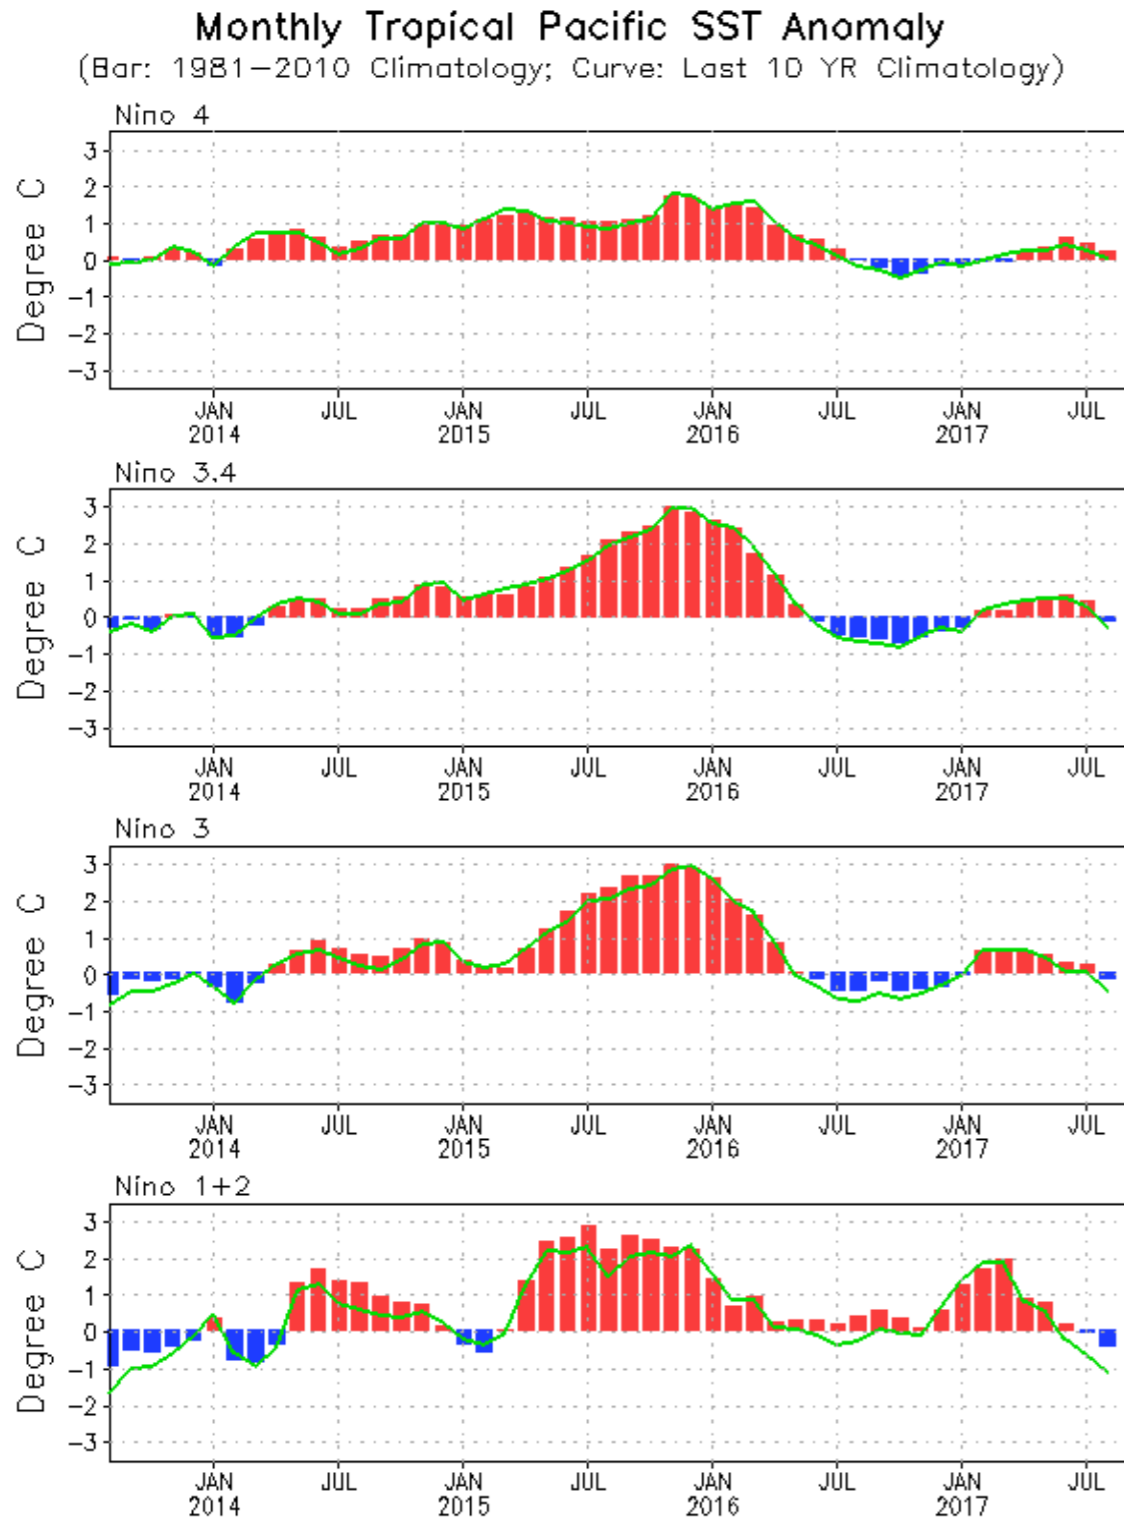 Monthly Tropical Pacific SST Anomaly
(Bar: 1981−2010 Climatology; Curve: Last 10 YR Climatology)
Nino 4
Degree C
3
2
1
0
−1
−2
−3
JAN JUL JAN JUL JAN JUL JAN JUL
2014 2015 2016 2017
Nino 3.4
Degree C
3
2
1
0
−1
−2
−3
JAN JUL JAN JUL JAN JUL JAN JUL
2014 2015 2016 2017
Nino 3
Degree C
3
2
1
0
−1
−2
−3
JAN JUL JAN JUL JAN JUL JAN JUL
2014 2015 2016 2017
Nino 1+2
Degree C
3
2
1
0
−1
−2
−3
JAN JUL JAN JUL JAN JUL JAN JUL
2014 2015 2016 2017